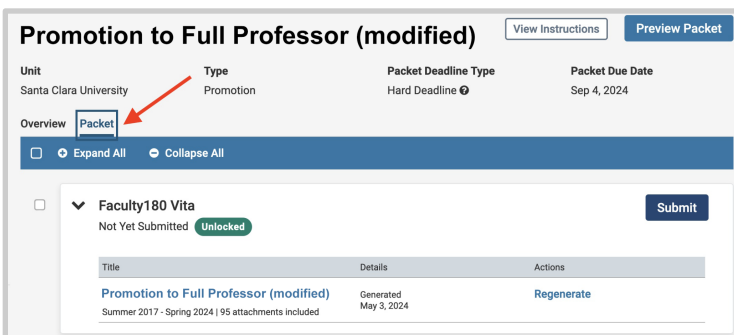 Promotion to Full Professor (modified)
View Instructions
Preview Packet
Unit
Type
Packet Deadline Type
Packet Due Date
Santa Clara University
Promotion
Hard Deadline ?
Sep 4, 2024
Overview Packet
Expand All
Collapse All
Faculty180 Vita
Submit
Not Yet Submitted Unlocked
Title
Details
Actions
Promotion to Full Professor (modified)
Generated
Regenerate
Summer 2017 - Spring 2024 | 95 attachments included
May 3, 2024